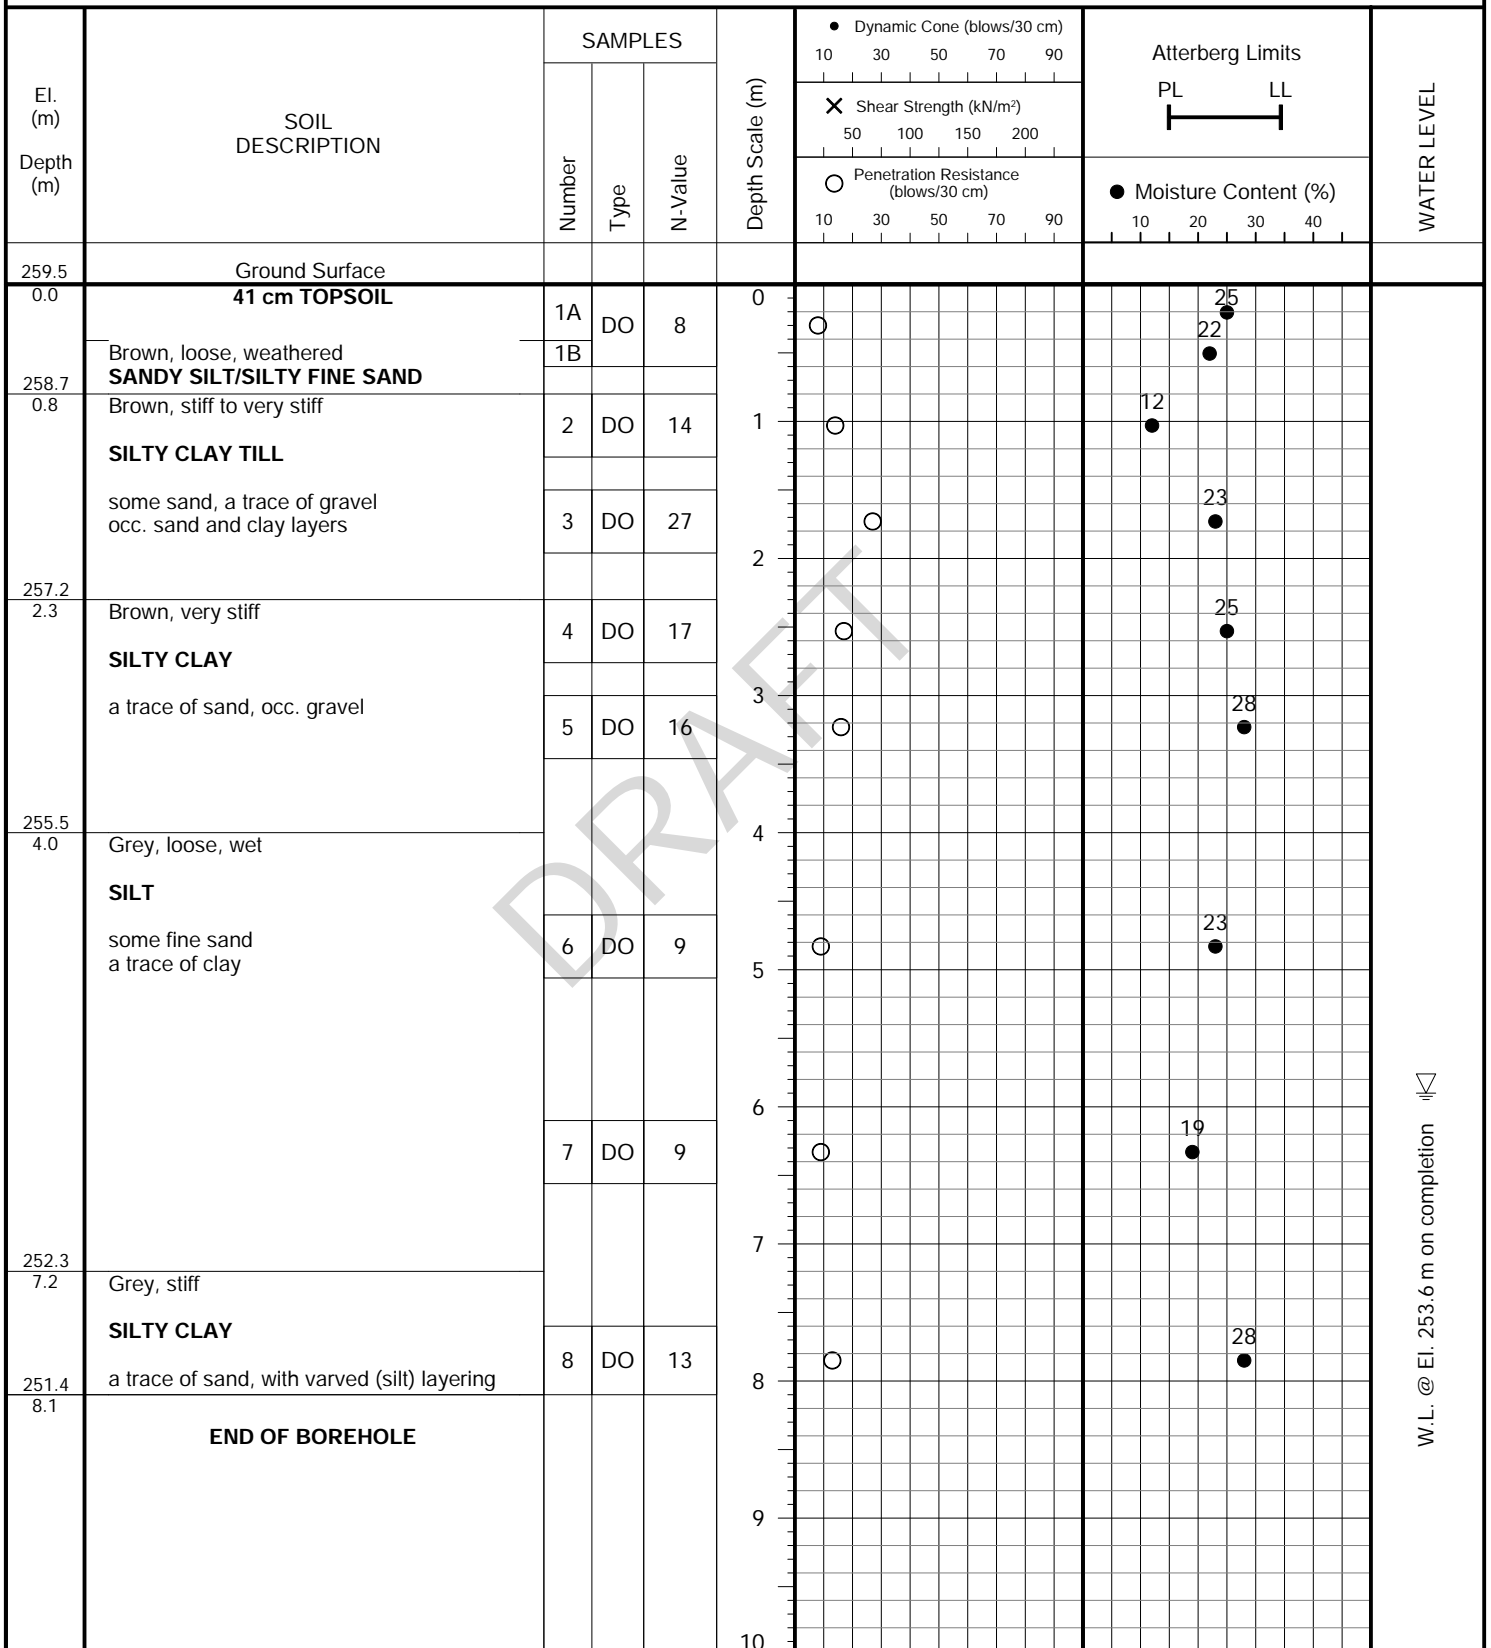 El.
(m)
Depth
(m)
SOIL
DESCRIPTION
SAMPLES
Number
Type
N-Value
Depth Scale (m)
Dynamic Cone (blows/30 cm)
10 30 50 70 90
Shear Strength (kN/m²)
50 100 150 200
Penetration Resistance
(blows/30 cm)
10 30 50 70 90
Atterberg Limits
PL LL
Moisture Content (%)
10 20 30 40
WATER LEVEL
259.5 Ground Surface
0.0 41 cm TOPSOIL
1A DO 8
0
25
22
Brown, loose, weathered
1B
SANDY SILT/SILTY FINE SAND
258.7
0.8 Brown, stiff to very stiff
12
2 DO 14
1
SILTY CLAY TILL
some sand, a trace of gravel
23
occ. sand and clay layers
3 DO 27
2
257.2
2.3 Brown, very stiff
25
4 DO 17
SILTY CLAY
3
a trace of sand, occ. gravel
28
5 DO 16
255.5
4
4.0 Grey, loose, wet
SILT
23
some fine sand
6 DO 9
a trace of clay
5
6
19
7 DO 9
7
252.3
7.2 Grey, stiff
SILTY CLAY
28
8 DO 13
a trace of sand, with varved (silt) layering
8
251.4
8.1
END OF BOREHOLE
9
10
W.L. @ El. 253.6 m on completion
DRAFT